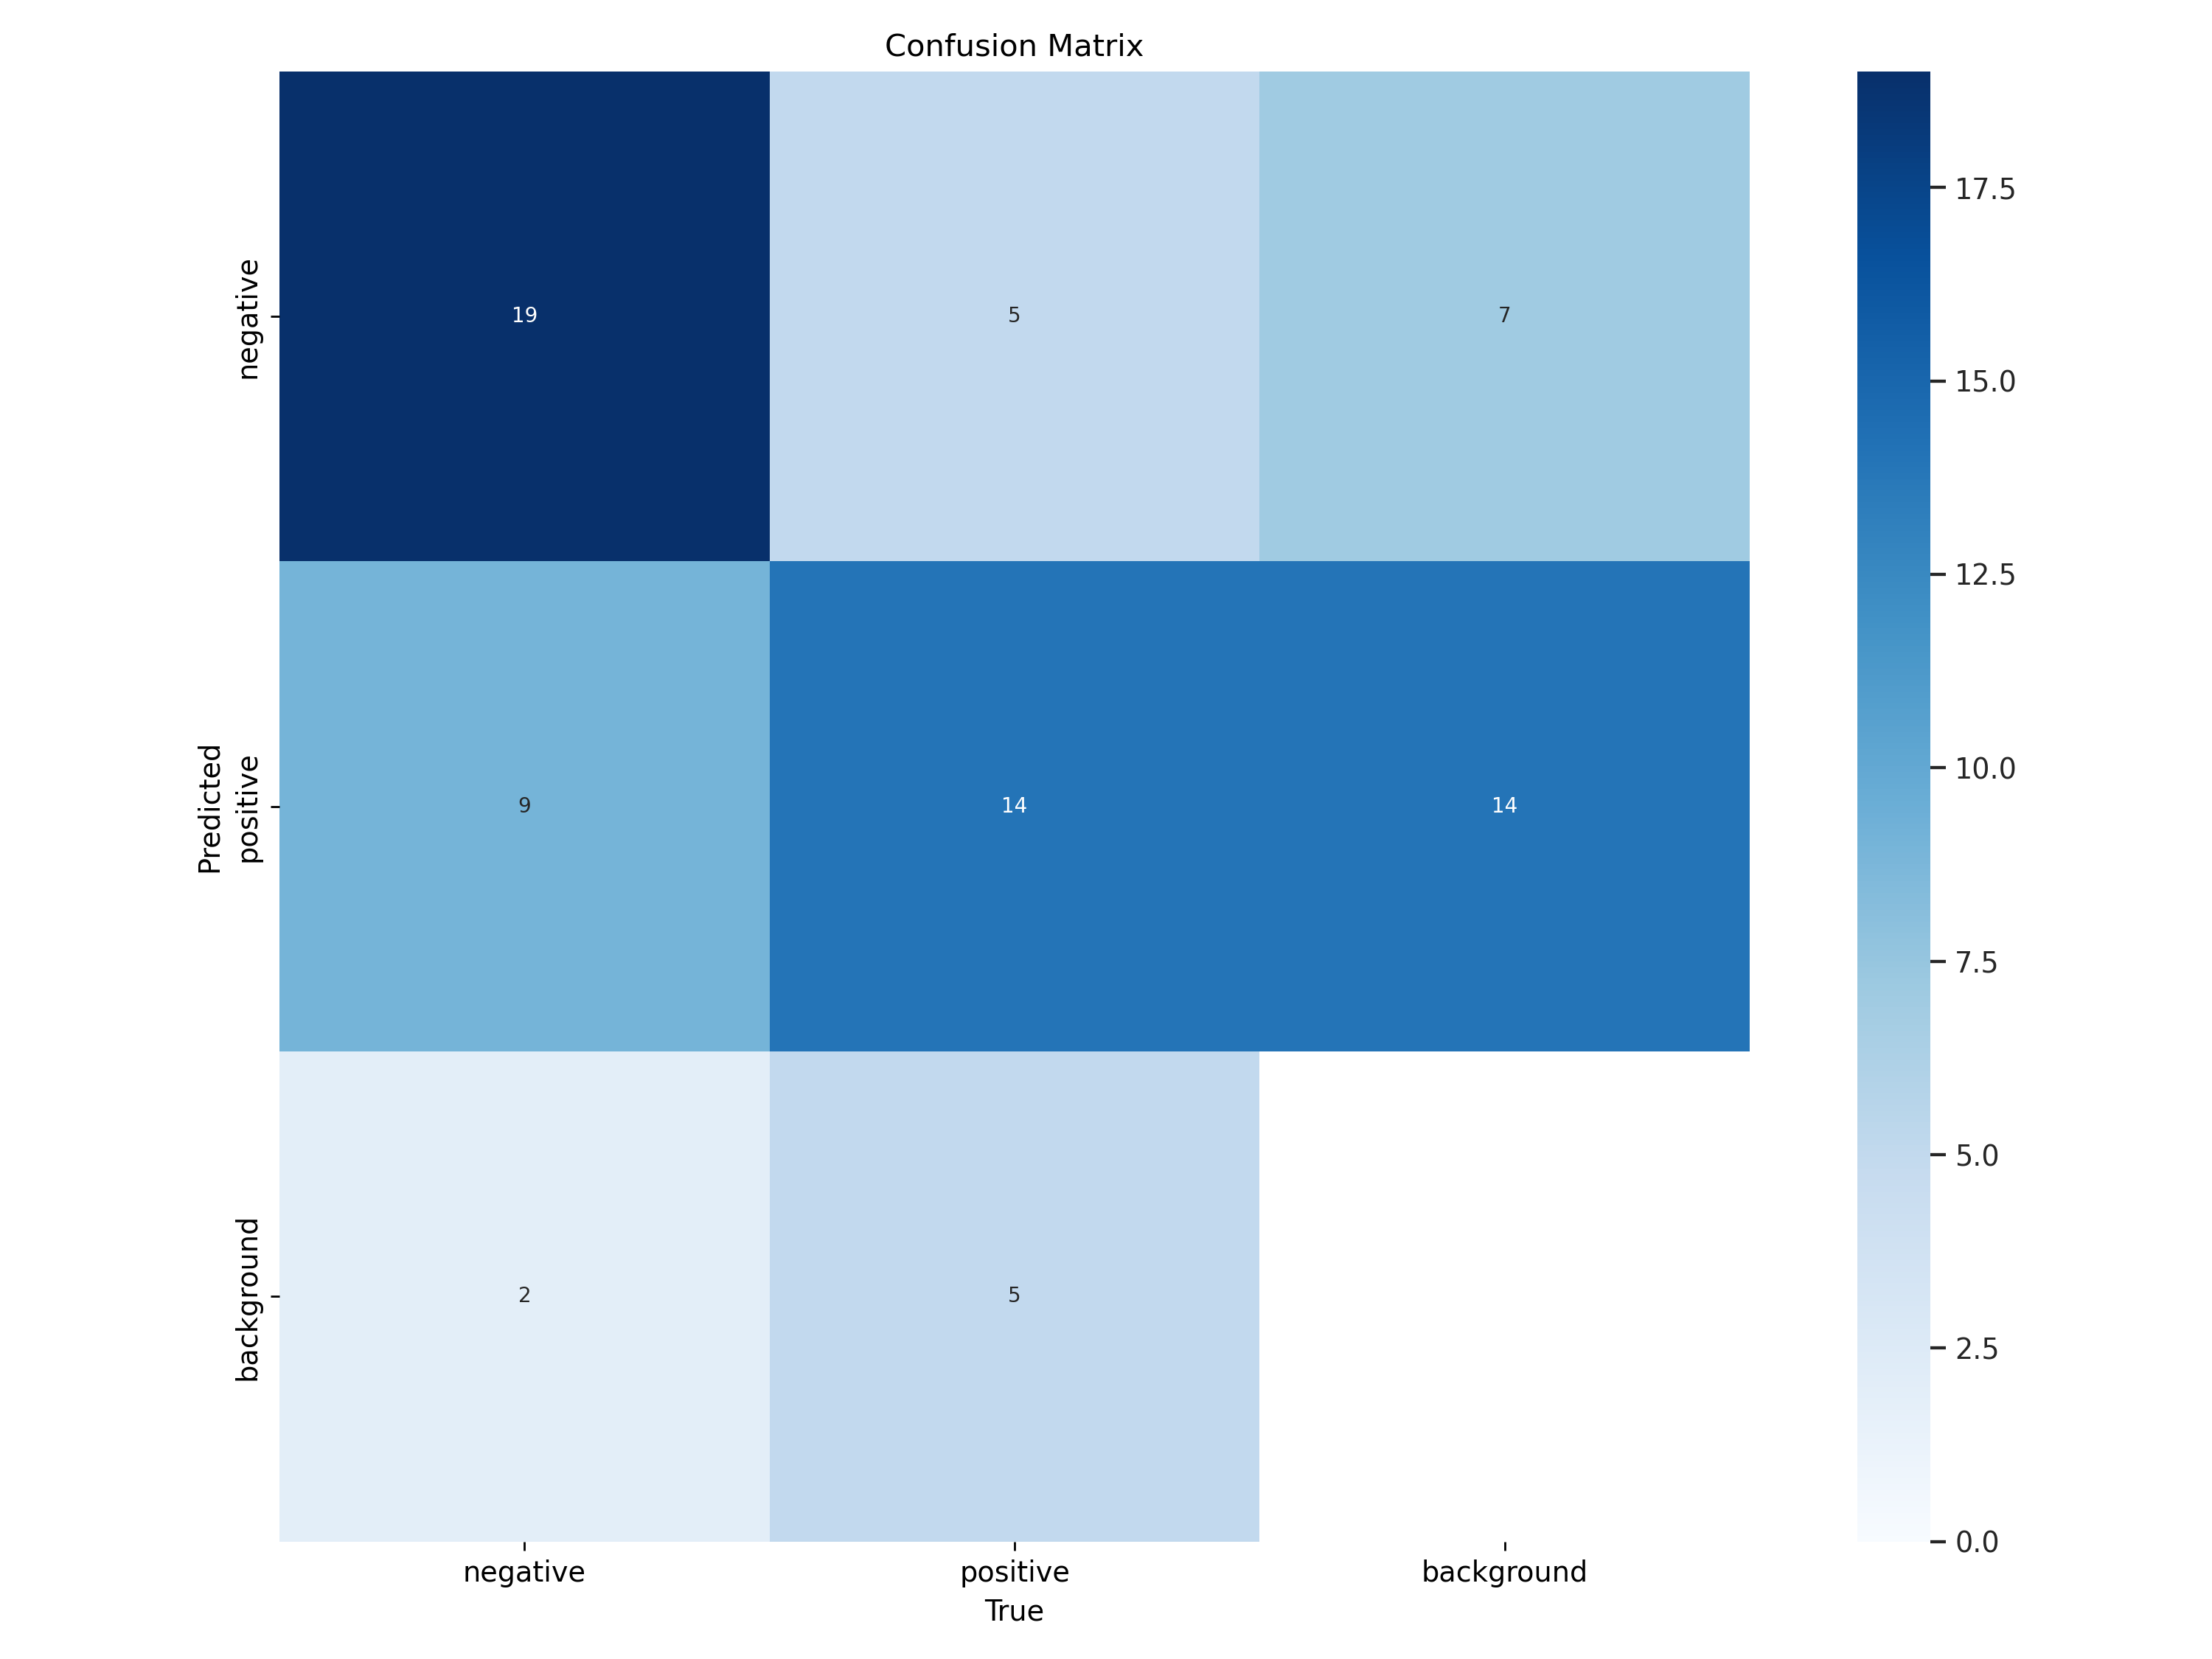 Confusion Matrix
negative
19 5 7
17.5
15.0
12.5
Predicted
positive
9 14 14
10.0
7.5
background
2 5
5.0
2.5
0.0
negative positive background
True